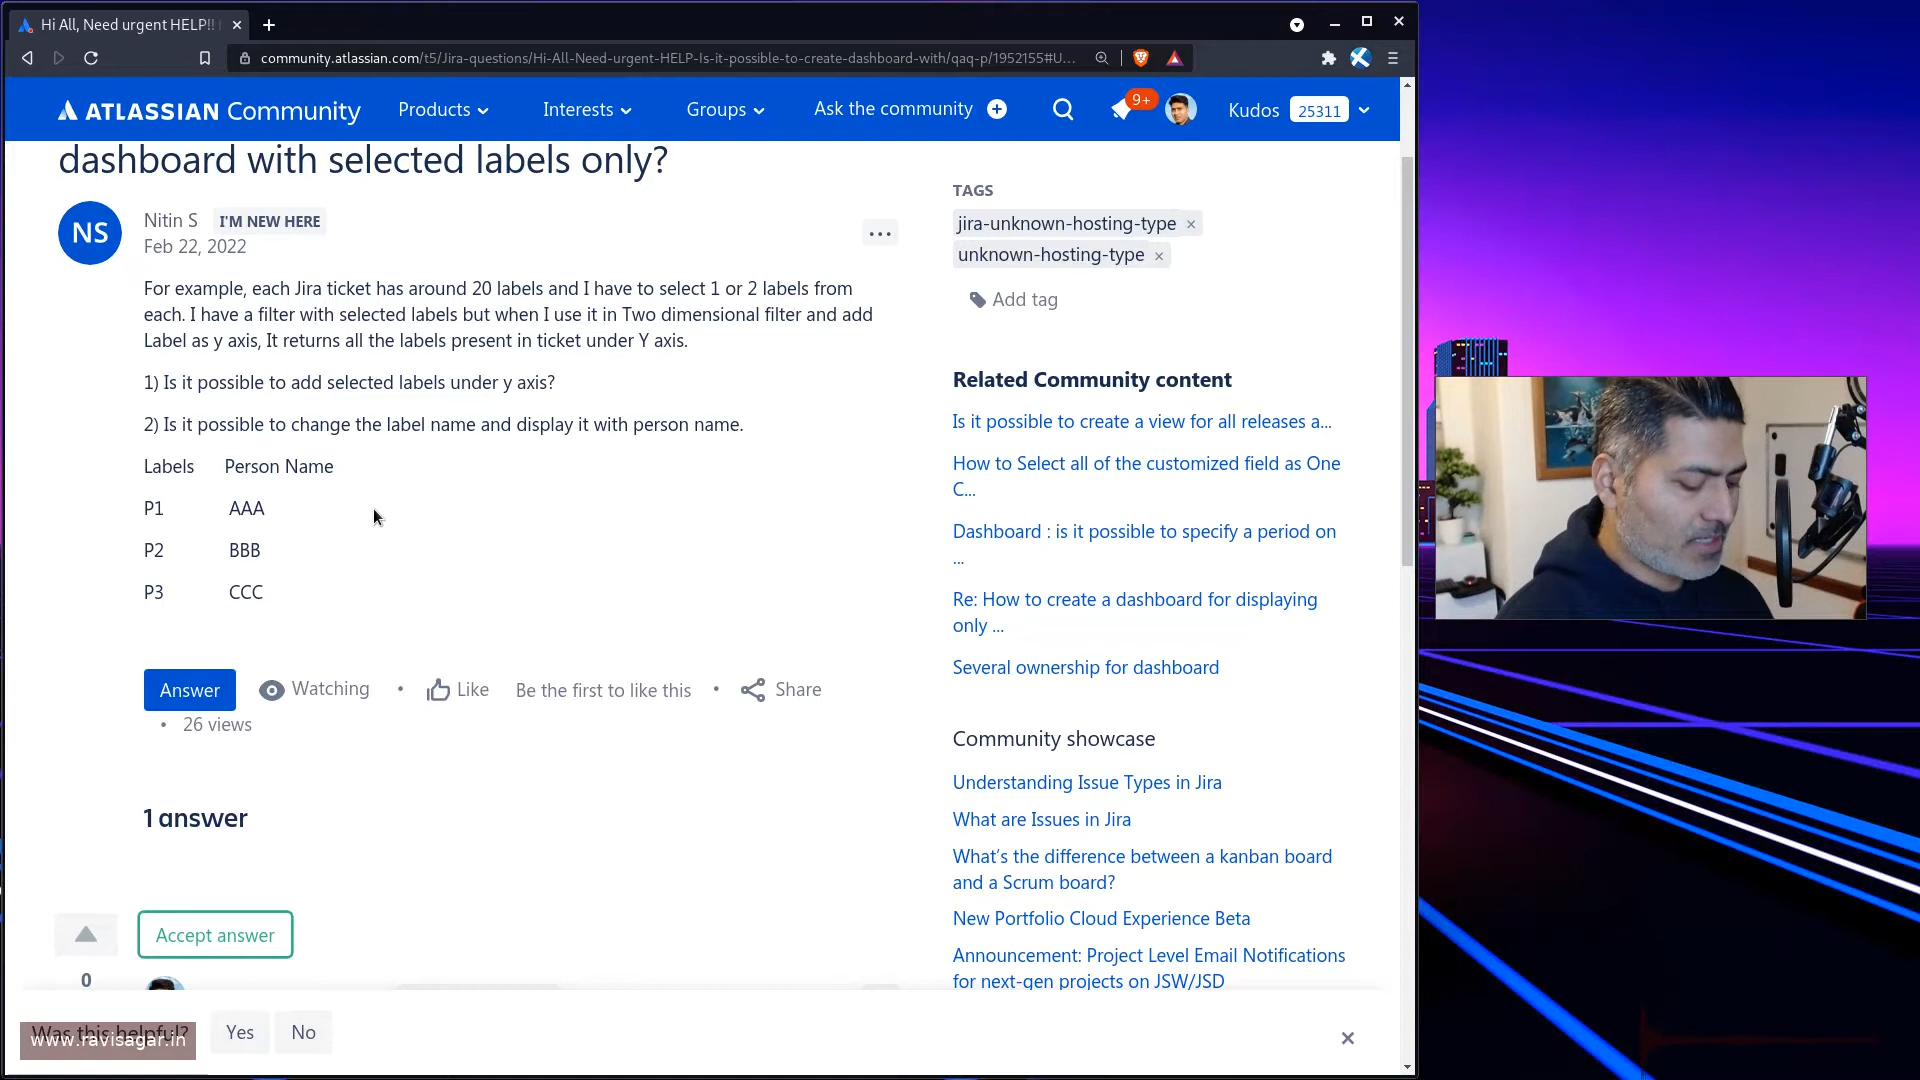 Hi All, Need urgent HELP!!
community.atlassian.com/t5/Jira-questions/Hi-All-Need-urgent-HELP-Is-it-possible-to-create-dashboard-with/qaq-p/1952155#U...
ATLASSIAN Community
Products
Interests
Groups
Ask the community
9+
Kudos
25311
dashboard with selected labels only?
NS
Nitin S
I'M NEW HERE
Feb 22, 2022
...
For example, each Jira ticket has around 20 labels and I have to select 1 or 2 labels from
each. I have a filter with selected labels but when I use it in Two dimensional filter and add
Label as y axis, It returns all the labels present in ticket under Y axis.
1) Is it possible to add selected labels under y axis?
2) Is it possible to change the label name and display it with person name.
Labels Person Name
P1 AAA
P2 BBB
P3 CCC
Answer
Watching
• Like
Be the first to like this
• Share
• 26 views
1 answer
Accept answer
0
TAGS
jira-unknown-hosting-type ×
unknown-hosting-type ×
Add tag
Related Community content
Is it possible to create a view for all releases a...
How to Select all of the customized field as One
C...
Dashboard : is it possible to specify a period on
...
Re: How to create a dashboard for displaying
only ...
Several ownership for dashboard
Community showcase
Understanding Issue Types in Jira
What are Issues in Jira
What's the difference between a kanban board
and a Scrum board?
New Portfolio Cloud Experience Beta
Announcement: Project Level Email Notifications
for next-gen projects on JSW/JSD
Was this helpful?
Yes
No
www.ravisagar.in